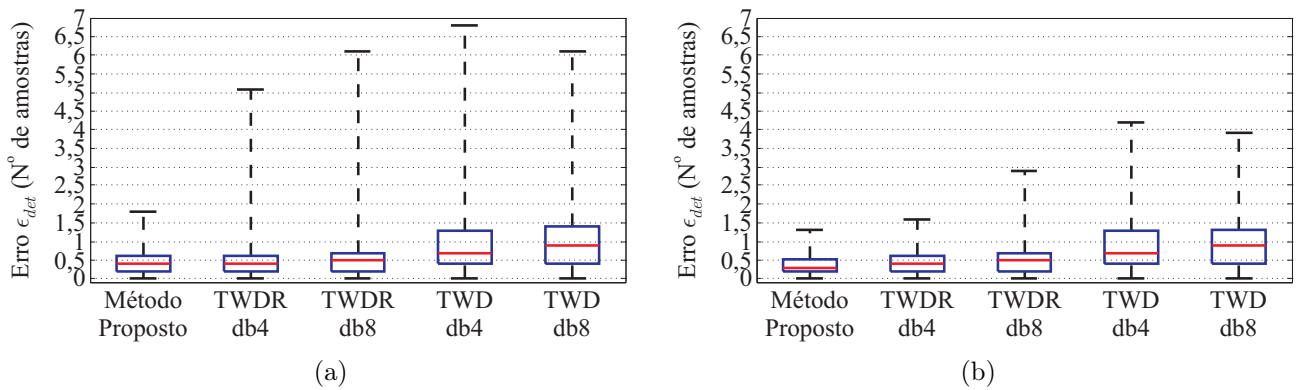 7
6,5
6
5,5
5
4,5
4
3,5
3
2,5
2
1,5
1
0,5
0
Erro ϵdet (Nº de amostras)
Método Proposto
TWDR db4
TWDR db8
TWD db4
TWD db8
(a)
7
6,5
6
5,5
5
4,5
4
3,5
3
2,5
2
1,5
1
0,5
0
Erro ϵdet (Nº de amostras)
Método Proposto
TWDR db4
TWDR db8
TWD db4
TWD db8
(b)